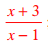 x + 3
x − 1